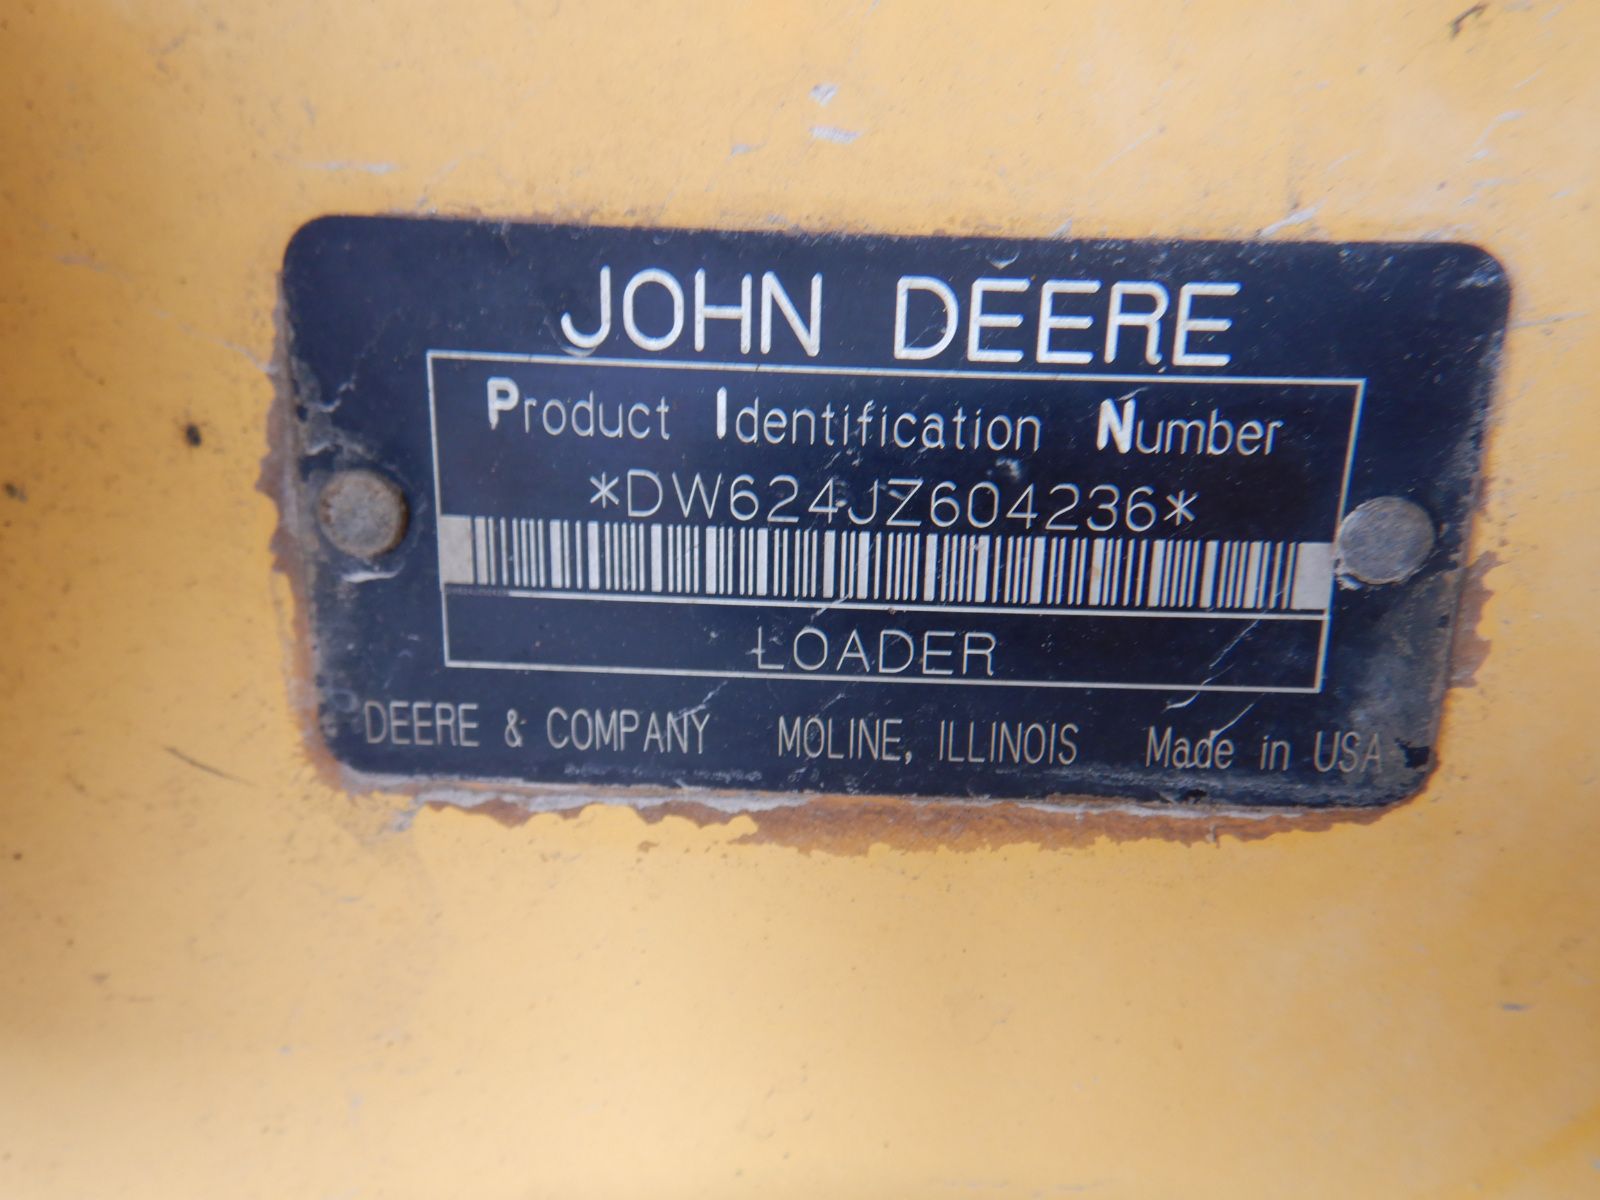 JOHN DEERE
Product Identification Number
*DW624JZ604236*
LOADER
DEERE & COMPANY MOLINE, ILLINOIS Made in USA